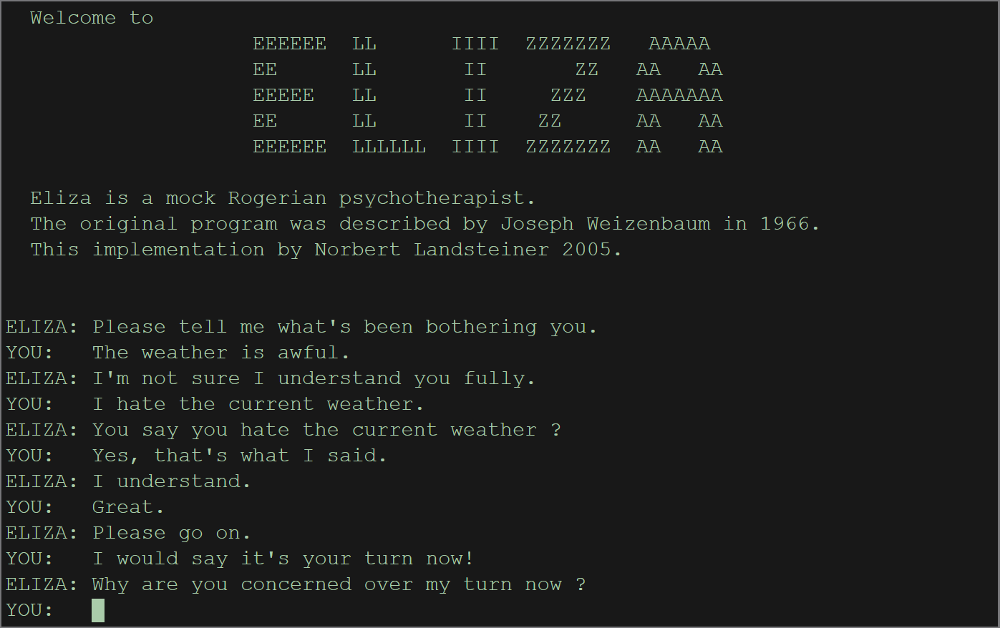 Welcome to
EEEEEE  LL      IIII  ZZZZZZZ   AAAAA
EE      LL       II       ZZ   AA   AA
EEEEE   LL       II     ZZZ    AAAAAAA
EE      LL       II    ZZ      AA   AA
EEEEEE  LLLLLL  IIII  ZZZZZZZ  AA   AA
Eliza is a mock Rogerian psychotherapist.
The original program was described by Joseph Weizenbaum in 1966.
This implementation by Norbert Landsteiner 2005.
ELIZA: Please tell me what's been bothering you.
YOU:   The weather is awful.
ELIZA: I'm not sure I understand you fully.
YOU:   I hate the current weather.
ELIZA: You say you hate the current weather ?
YOU:   Yes, that's what I said.
ELIZA: I understand.
YOU:   Great.
ELIZA: Please go on.
YOU:   I would say it's your turn now!
ELIZA: Why are you concerned over my turn now ?
YOU: